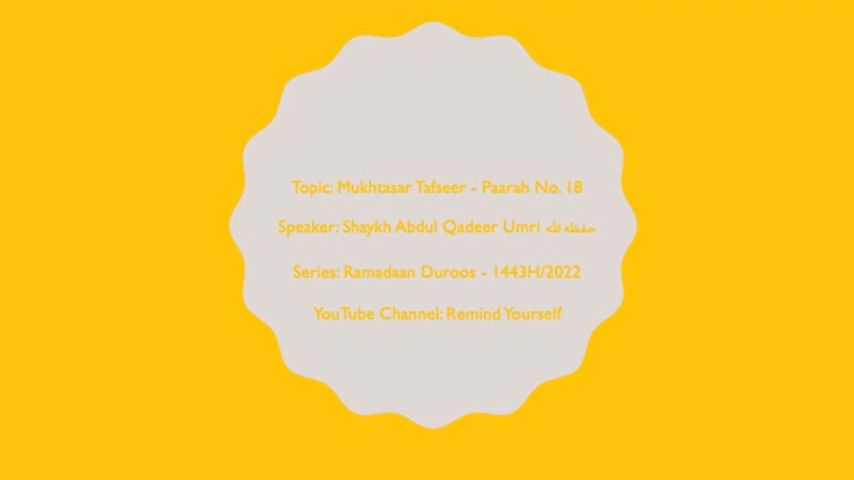 Topic: Mukhtasar Tafseer - Paarah No. 18
Speaker: Shaykh Abdul Qadeer Umri حفظه الله
Series: Ramadaan Duroos - 1443H/2022
YouTube Channel: Remind Yourself